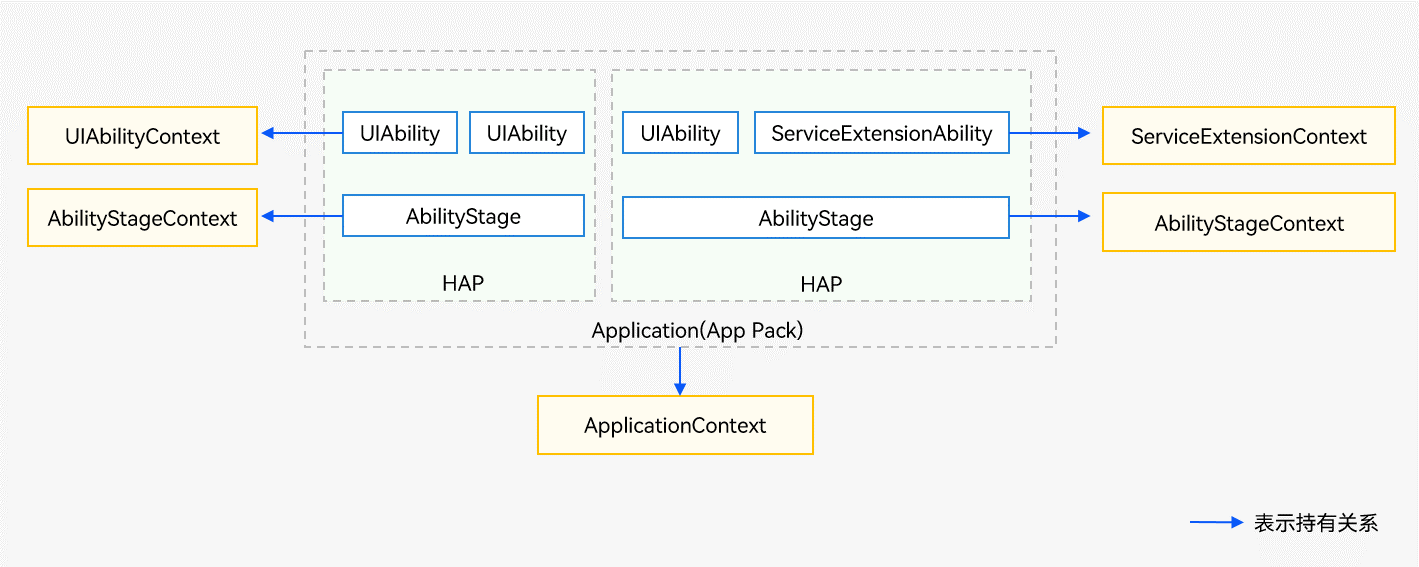 UIAbilityContext
UIAbility
UIAbility
UIAbility
ServiceExtensionAbility
ServiceExtensionContext
AbilityStageContext
AbilityStage
AbilityStage
AbilityStageContext
HAP
HAP
Application(App Pack)
ApplicationContext
表示持有关系